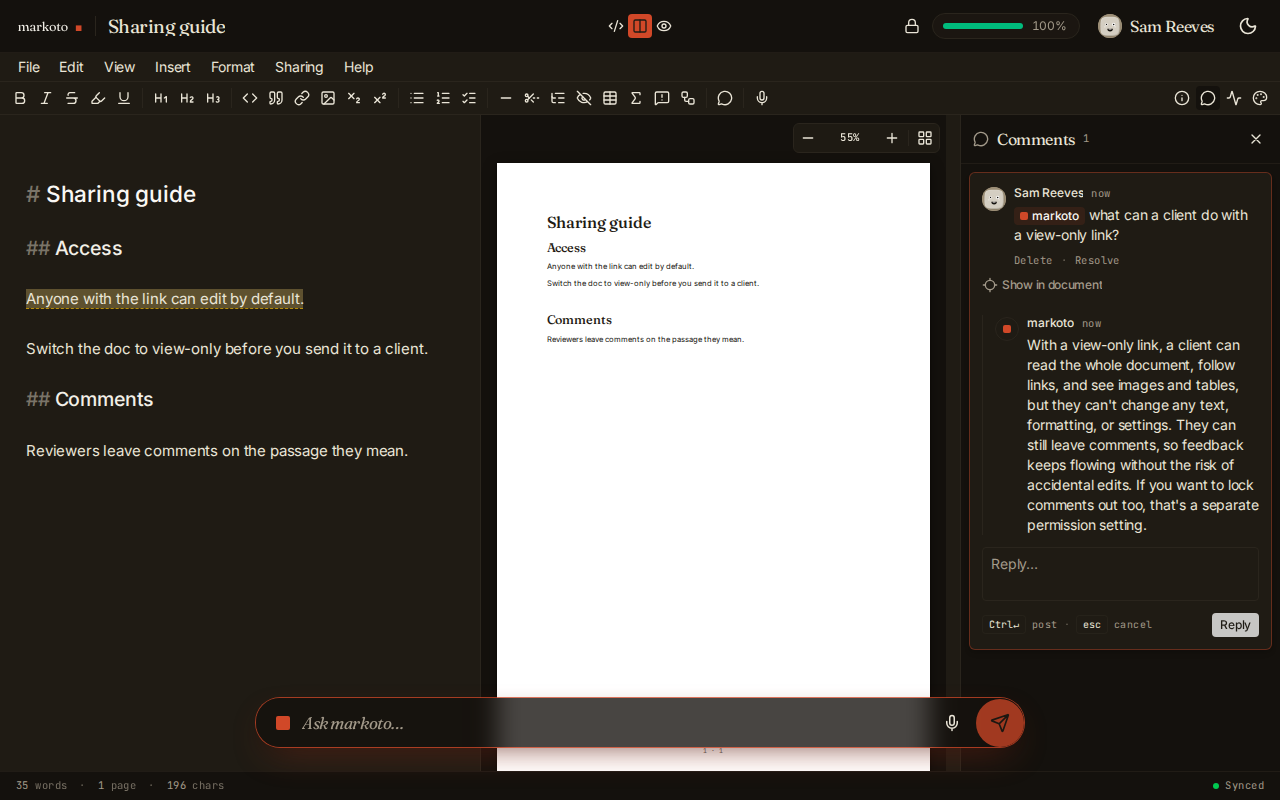 markoto
Sharing guide
100%
Sam Reeves
File Edit View Insert Format Sharing Help
H1 H2 H3
55%
# Sharing guide
## Access
Anyone with the link can edit by default.
Switch the doc to view-only before you send it to a client.
## Comments
Reviewers leave comments on the passage they mean.
Sharing guide
Access
Anyone with the link can edit by default.
Switch the doc to view-only before you send it to a client.
Comments
Reviewers leave comments on the passage they mean.
1 - 1
Comments 1
Sam Reeves now
markoto what can a client do with
a view-only link?
Delete · Resolve
Show in document
markoto now
With a view-only link, a client can
read the whole document, follow
links, and see images and tables,
but they can't change any text,
formatting, or settings. They can
still leave comments, so feedback
keeps flowing without the risk of
accidental edits. If you want to lock
comments out too, that's a separate
permission setting.
Reply...
Ctrl↵ post · esc cancel
Reply
Ask markoto...
35 words · 1 page · 196 chars
Synced